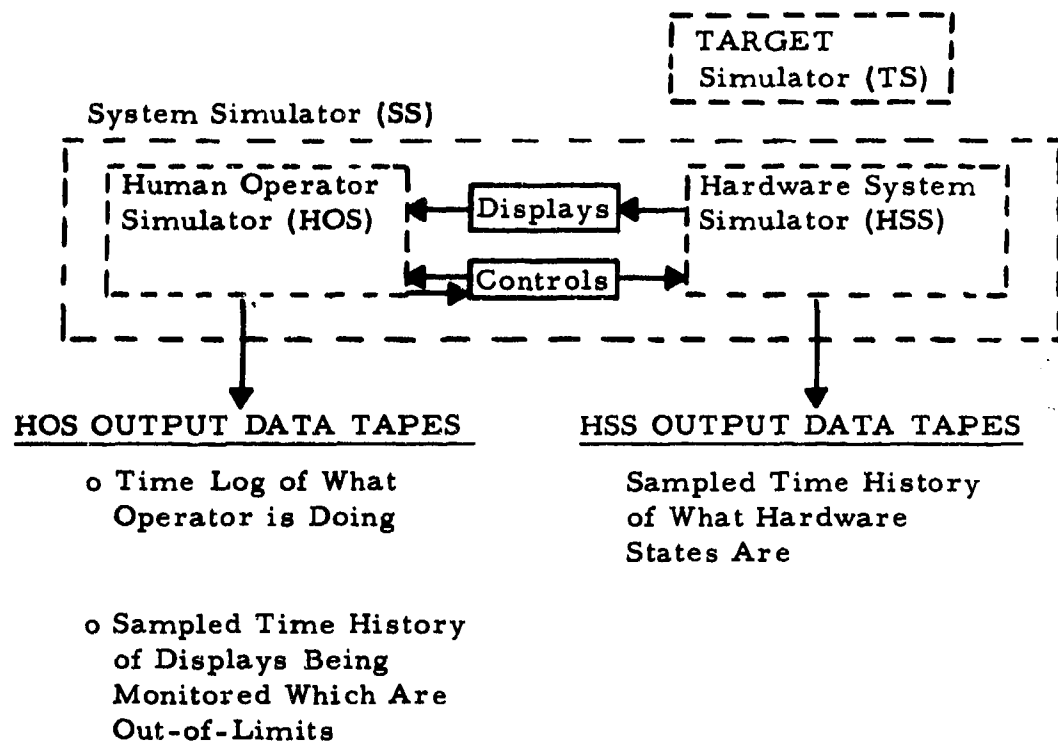 TARGET
Simulator (TS)
System Simulator (SS)
Human Operator
Simulator (HOS)
Displays
Controls
Hardware System
Simulator (HSS)
HOS OUTPUT DATA TAPES
o Time Log of What
Operator is Doing
o Sampled Time History
of Displays Being
Monitored Which Are
Out-of-Limits
HSS OUTPUT DATA TAPES
Sampled Time History
of What Hardware
States Are